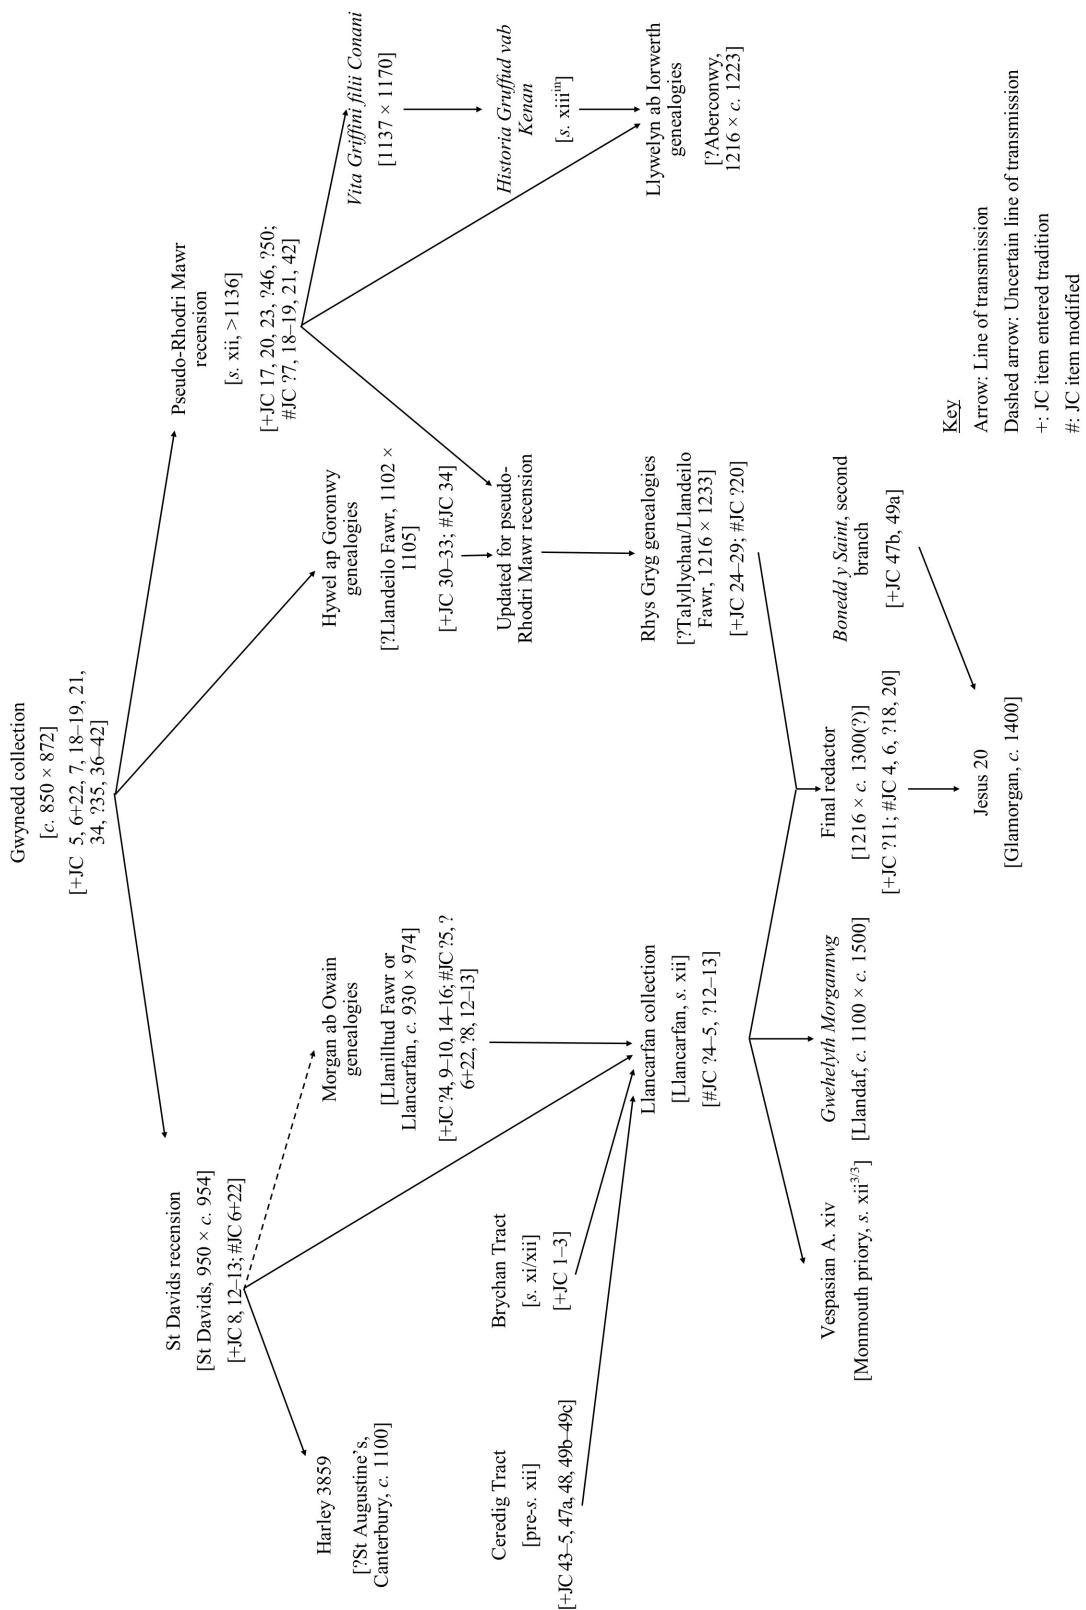 Gwynedd collection
[c. 850 × 872]
[+JC 5, 6+22, 7, 18–19, 21,
34, ?35, 36–42]
St Davids recension
[St Davids, 950 × c. 954]
[+JC 8, 12–13; #JC 6+22]
Pseudo-Rhodri Mawr
recension
[s. xii, >1136]
[+JC 17, 20, 23, ?46, ?50;
#JC ?7, 18–19, 21, 42]
Harley 3859
[?St Augustine’s,
Canterbury, c. 1100]
Morgan ab Owain
genealogies
[Llanilltud Fawr or
Llancarfan, c. 930 × 974]
[+JC ?4, 9–10, 14–16; #JC ?5, ?
6+22, ?8, 12–13]
Hywel ap Goronwy
genealogies
[?Llandeilo Fawr, 1102 ×
1105]
[+JC 30–33; #JC 34]
Vita Griffini filii Conani
[1137 × 1170]
Ceredig Tract
[pre-s. xii]
[+JC 43–5, 47a, 48, 49b–49c]
Brychan Tract
[s. xi/xii]
[+JC 1–3]
Updated for pseudo-
Rhodri Mawr recension
Historia Gruffud vab
Kenan
[s. xiiiⁱⁿ]
Llancarfan collection
[Llancarfan, s. xii]
[#JC ?4–5, ?12–13]
Rhys Gryg genealogies
[?Talyllychau/Llandeilo
Fawr, 1216 × 1233]
[+JC 24–29; #JC ?20]
Llywelyn ab Iorwerth
genealogies
[?Aberconwy,
1216 × c. 1223]
Vespasian A. xiv
[Monmouth priory, s. xii³ᐟ³]
Gwehelyth Morgannwg
[Llandaf, c. 1100 × c. 1500]
Final redactor
[1216 × c. 1300(?)]
[+JC ?11; #JC 4, 6, ?18, 20]
Bonedd y Saint, second
branch
[+JC 47b, 49a]
Jesus 20
[Glamorgan, c. 1400]
Key
Arrow: Line of transmission
Dashed arrow: Uncertain line of transmission
+: JC item entered tradition
#: JC item modified